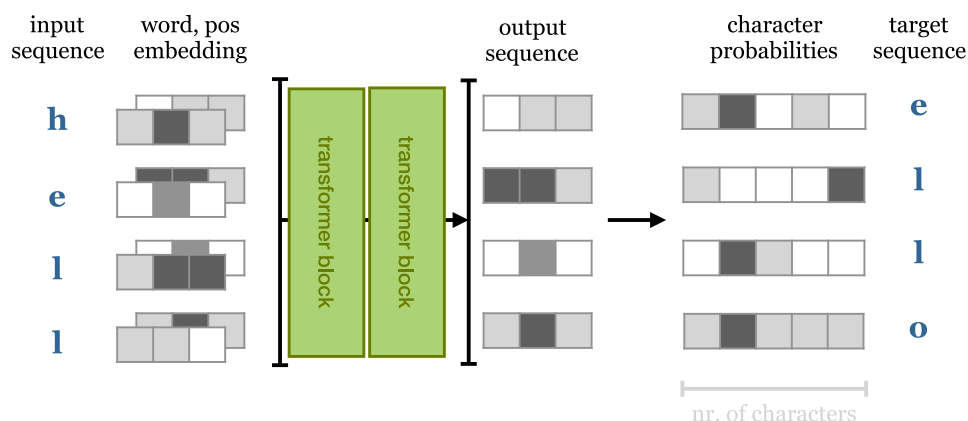 input
sequence
word, pos
embedding
output
sequence
character
probabilities
target
sequence
h
e
l
l
transformer block
transformer block
e
l
l
o
nr. of characters